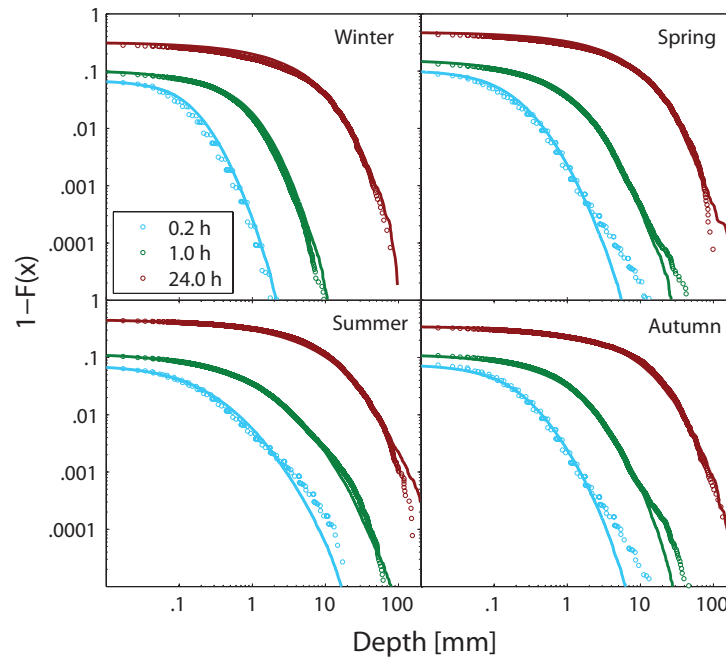 1
Winter
Spring
.1
.01
.001
0.2 h
1.0 h
24.0 h
.0001
1
Summer
Autumn
.1
.01
.001
.0001
1−F(x)
.1 1 10 100 .1 1 10 100
Depth [mm]